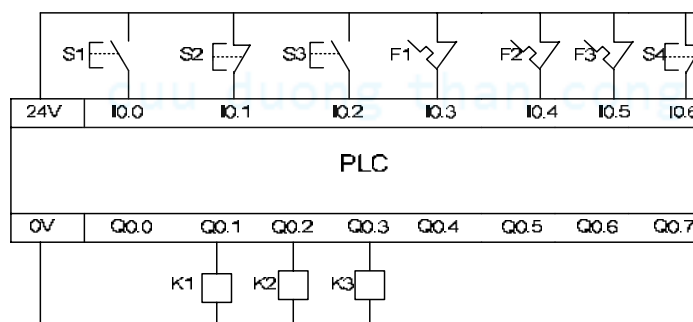 S1 S2 S3 F1 F2 F3 S4
cuu duong than cong
24V I0.0 I0.1 I0.2 I0.3 I0.4 I0.5 I0.6
PLC
0V Q0.0 Q0.1 Q0.2 Q0.3 Q0.4 Q0.5 Q0.6 Q0.7
K1 K2 K3